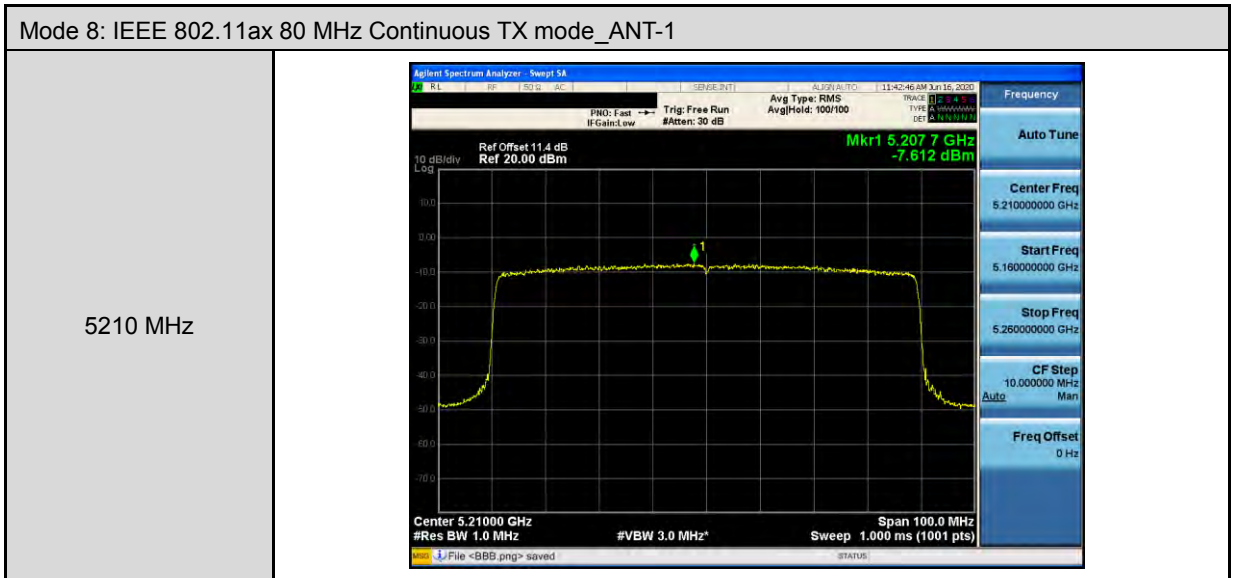 Mode 8: IEEE 802.11ax 80 MHz Continuous TX mode_ANT-1
5210 MHz
Agilent Spectrum Analyzer - Swept SA
RL RF 50 Ω AC SENSE:INT ALIGN AUTO 11:42:46 AM Jun 16, 2020
PNO: Fast Trig: Free Run Avg Type: RMS TRACE 1 2 3 4 5 6
IFGain:Low #Atten: 30 dB Avg|Hold: 100/100 TYPE A
DET A N N N N N
Mkr1 5.207 7 GHz
-7.612 dBm
Ref Offset 11.4 dB
10 dB/div Ref 20.00 dBm
Log
10.0
0.00
-10.0
-20.0
-30.0
-40.0
-50.0
-60.0
-70.0
1
Center 5.21000 GHz Span 100.0 MHz
#Res BW 1.0 MHz #VBW 3.0 MHz* Sweep 1.000 ms (1001 pts)
MSG File <BBB.png> saved STATUS
Frequency
Auto Tune
Center Freq
5.210000000 GHz
Start Freq
5.160000000 GHz
Stop Freq
5.260000000 GHz
CF Step
10.000000 MHz
Auto Man
Freq Offset
0 Hz